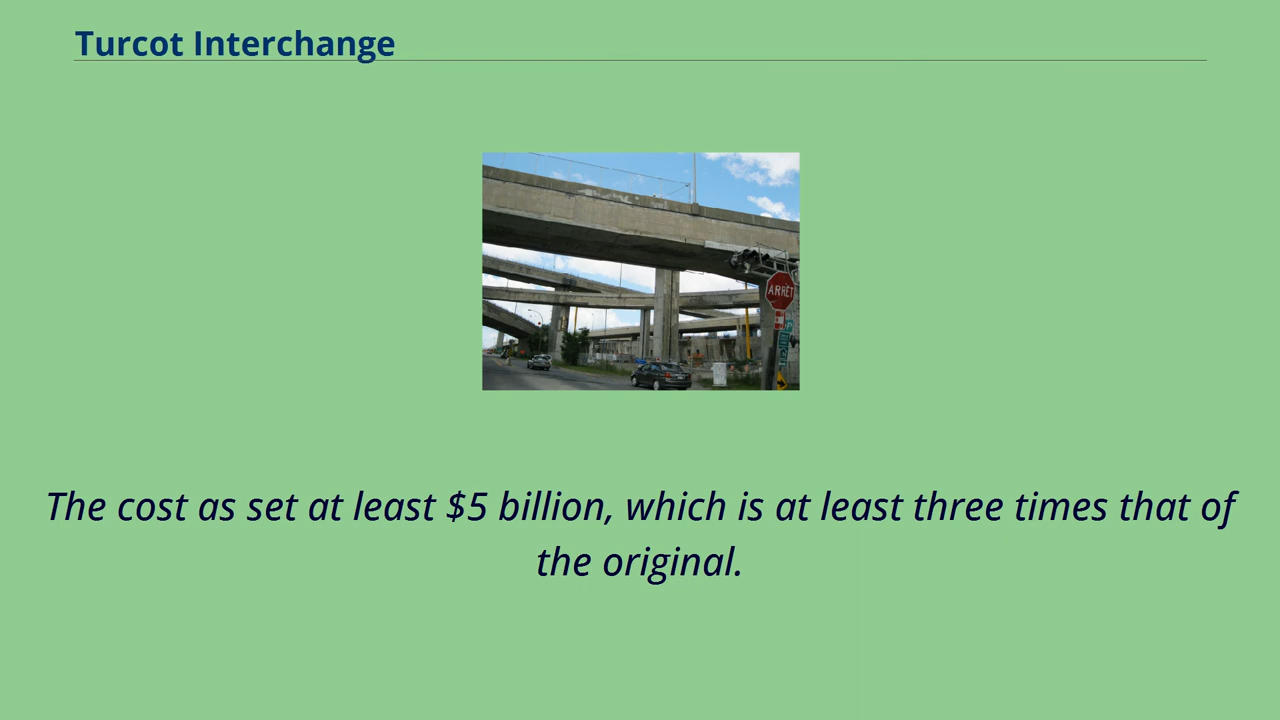 Turcot Interchange
ARRÊT
The cost as set at least $5 billion, which is at least three times that of
the original.